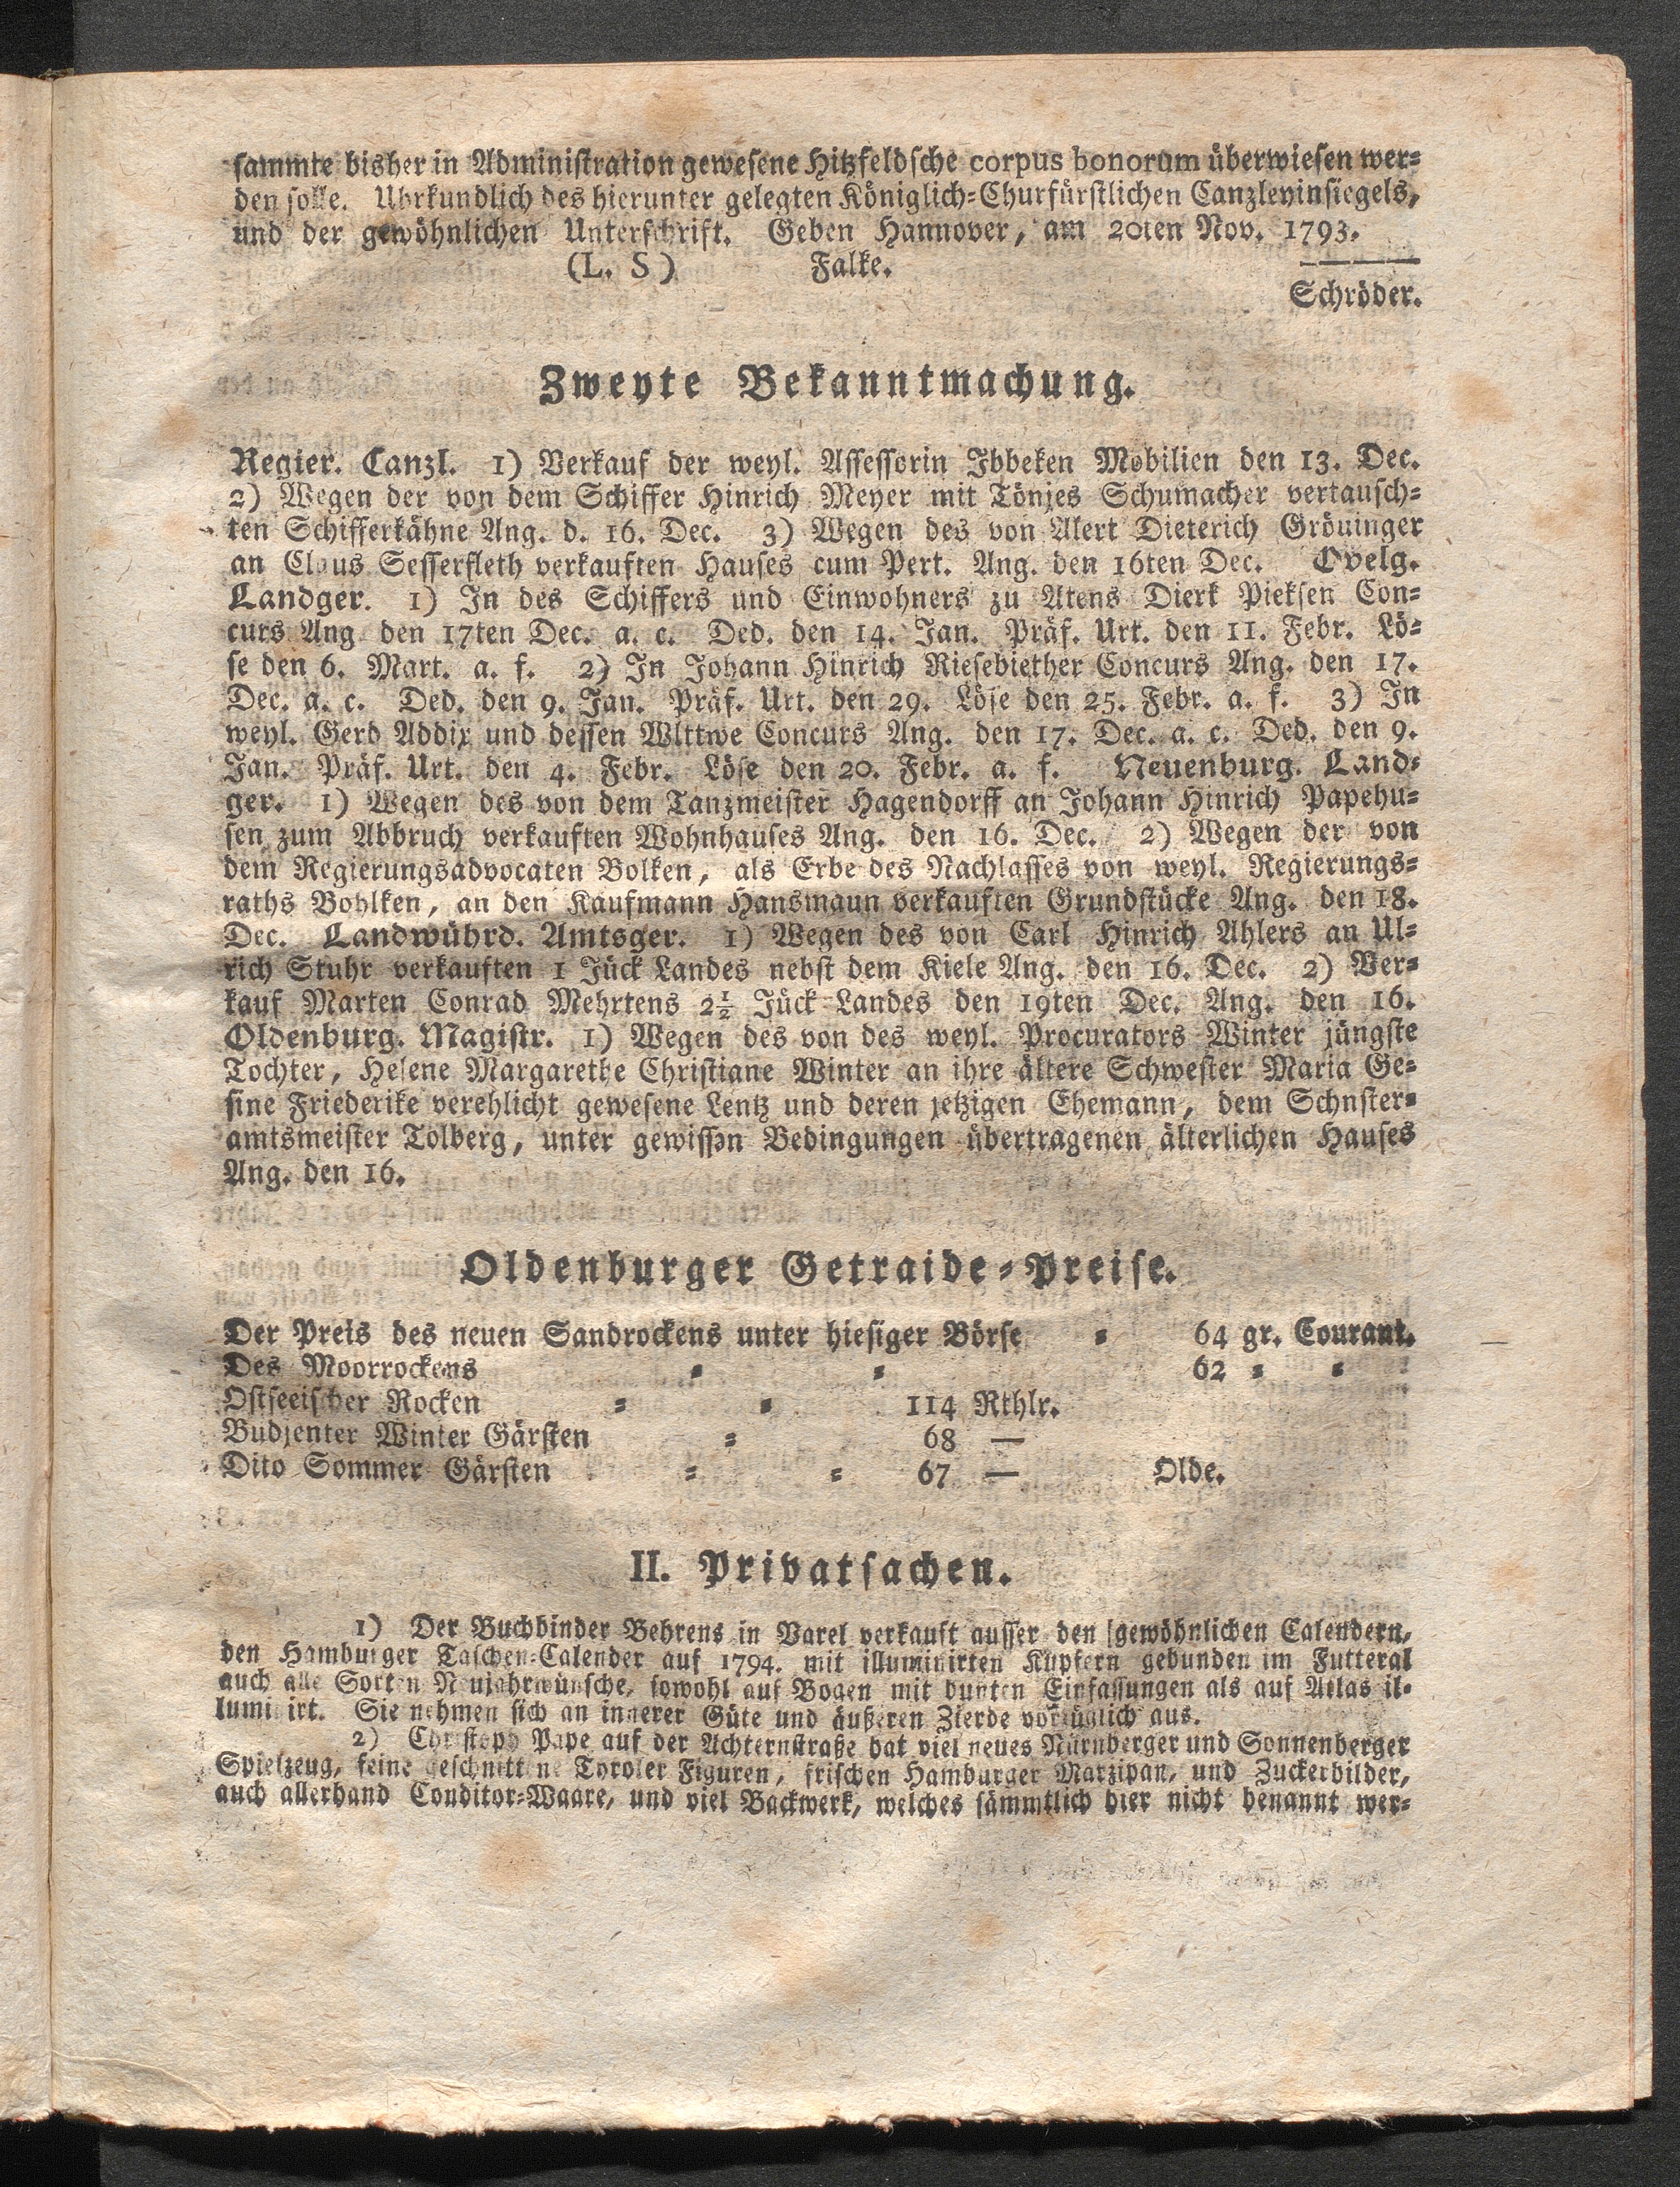 sammte bisher in Administration gewesene Hitzfeldsche corpus bonorum überwiesen wer=
den solle. Uhrkundlich des hierunter gelegten Königlich=Churfürstlichen Canzleyinsiegels,
und der gewöhnlichen Unterschrift. Geben Hannover, am 20ten Nov. 1793.
(L. S) Falke.
Schröder.
Zweyte Bekanntmachung.
Regier. Canzl. 1) Verkauf der weyl. Assessorin Ibbeken Mobilien den 13. Dec.
2) Wegen der von dem Schiffer Hinrich Meyer mit Tönjes Schumacher vertausch=
ten Schifferkähne Ang. d. 16. Dec. 3) Wegen des von Alert Dieterich Gröuinger
an Claus Sesserfleth verkauften Hauses cum Pert. Ang. den 16ten Dec. Ovelg.
Landger. 1) In des Schiffers und Einwohners zu Atens Dierk Pieksen Con=
curs Ang den 17ten Dec. a. c. Ded. den 14. Jan. Präf. Urt. den 11. Febr. Lö=
se den 6. Mart. a. f. 2) In Johann Hinrich Riesebiether Concurs Ang. den 17.
Dec. a. c. Ded. den 9. Jan. Präf. Urt. den 29. Löse den 25. Febr. a. f. 3) In
weyl. Gerd Addix und dessen Wlttwe Concurs Ang. den 17. Dec. a. c. Ded. den 9.
Jan. Präf. Urt. den 4. Febr. Löse den 20. Febr. a. f. Neuenburg. Land=
ger. 1) Wegen des von dem Tanzmeister Hagendorff an Johann Hinrich Papehu=
sen zum Abbruch verkauften Wohnhauses Ang. den 16. Dec. 2) Wegen der von
dem Regierungsadvocaten Bolken, als Erbe des Nachlasses von weyl. Regierungs=
raths Bohlken, an den Kaufmann Hansmaun verkauften Grundstücke Ang. den 18.
Dec. Landwührd. Amtsger. 1) Wegen des von Carl Hinrich Ahlers an Ul=
rich Stuhr verkauften 1 Jück Landes nebst dem Kiele Ang. den 16. Dec. 2) Ver=
kauf Marten Conrad Mehrtens 2½ Jück Landes den 19ten Dec. Ang. den 16.
Oldenburg. Magistr. 1) Wegen des von des weyl. Procurators Winter jüngste
Tochter, Helene Margarethe Christiane Winter an ihre ältere Schwester Maria Ge=
sine Friederike verehlicht gewesene Lentz und deren jetzigen Ehemann, dem Schnster=
amtsmeister Tolberg, unter gewissen Bedingungen übertragenen älterlichen Hauses
Ang. den 16.
Oldenburger Getraide=Preise.
Der Preis des neuen Sandrockens unter hiesiger Börse = 64 gr. Courant.
Des Moorrockens = = 62 = =
Ostseeischer Rocken = = 114 Rthlr.
Budjenter Winter Gärsten = 68 —
Dito Sommer Gärsten = = 67 — Olde.
II. Privatsachen.
1) Der Buchbinder Behrens in Varel verkauft ausser den gewöhnlichen Calendern,
den Hamburger Taschen=Calender auf 1794. mit illuminirten Kupfern gebunden im Futteral
auch alle Sorten Neujahrwünsche, sowohl auf Bogen mit bunten Einfassungen als auf Atlas il=
luminirt. Sie nehmen sich an innerer Güte und äußeren Zierde vorzüglich aus.
2) Christoph Pape auf der Achternstraße hat viel neues Nürnberger und Sonnenberger
Spielzeug, feine geschnittene Tyroler Figuren, frischen Hamburger Marzipan, und Zuckerbilder,
auch allerhand Conditor=Waare, und viel Backwerk, welches sämmtlich hier nicht benannt wer=